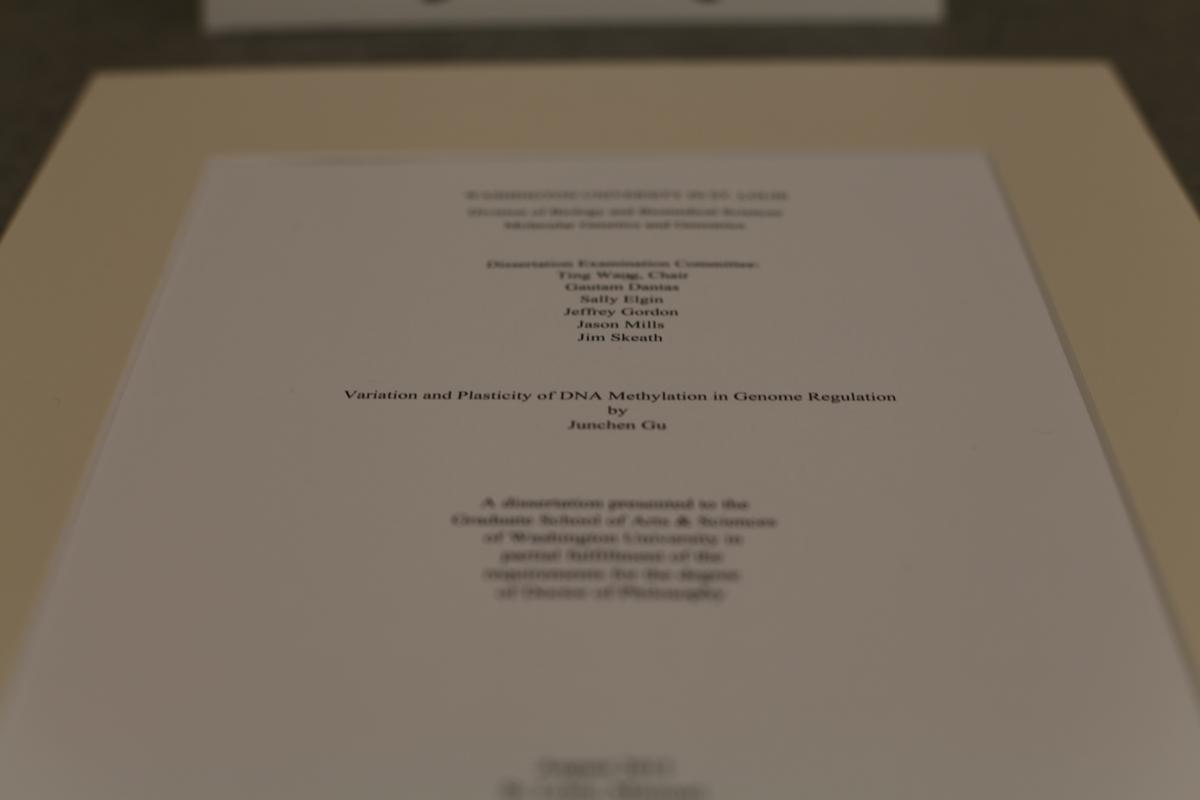 WASHINGTON UNIVERSITY IN ST. LOUIS
Division of Biology and Biomedical Sciences
Molecular Genetics and Genomics
Dissertation Examination Committee:
Ting Wang, Chair
Gautam Dantas
Sally Elgin
Jeffrey Gordon
Jason Mills
Jim Skeath
Variation and Plasticity of DNA Methylation in Genome Regulation
by
Junchen Gu
A dissertation presented to the
Graduate School of Arts & Sciences
of Washington University in
partial fulfillment of the
requirements for the degree
of Doctor of Philosophy